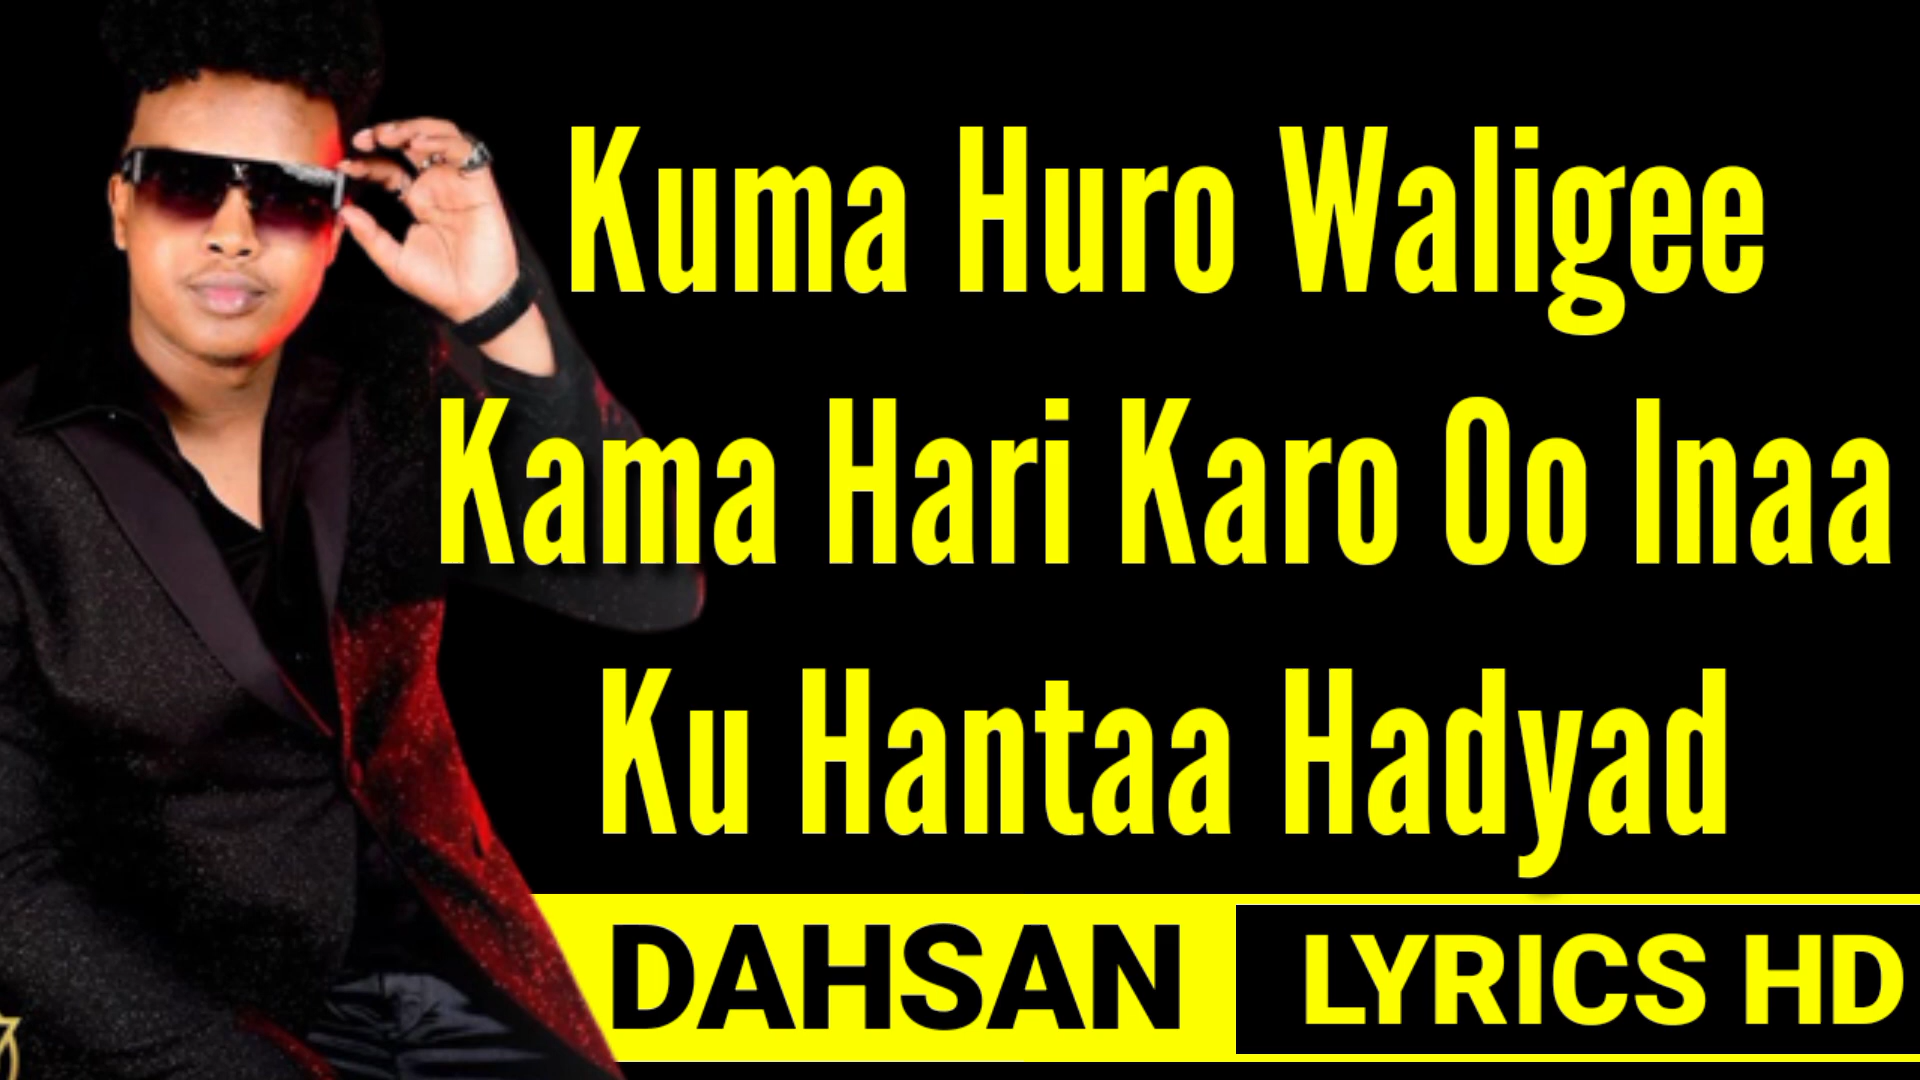 Kuma Huro Waligee
Kama Hari Karo Oo Inaa
Ku Hantaa Hadyad
DAHSAN LYRICS HD